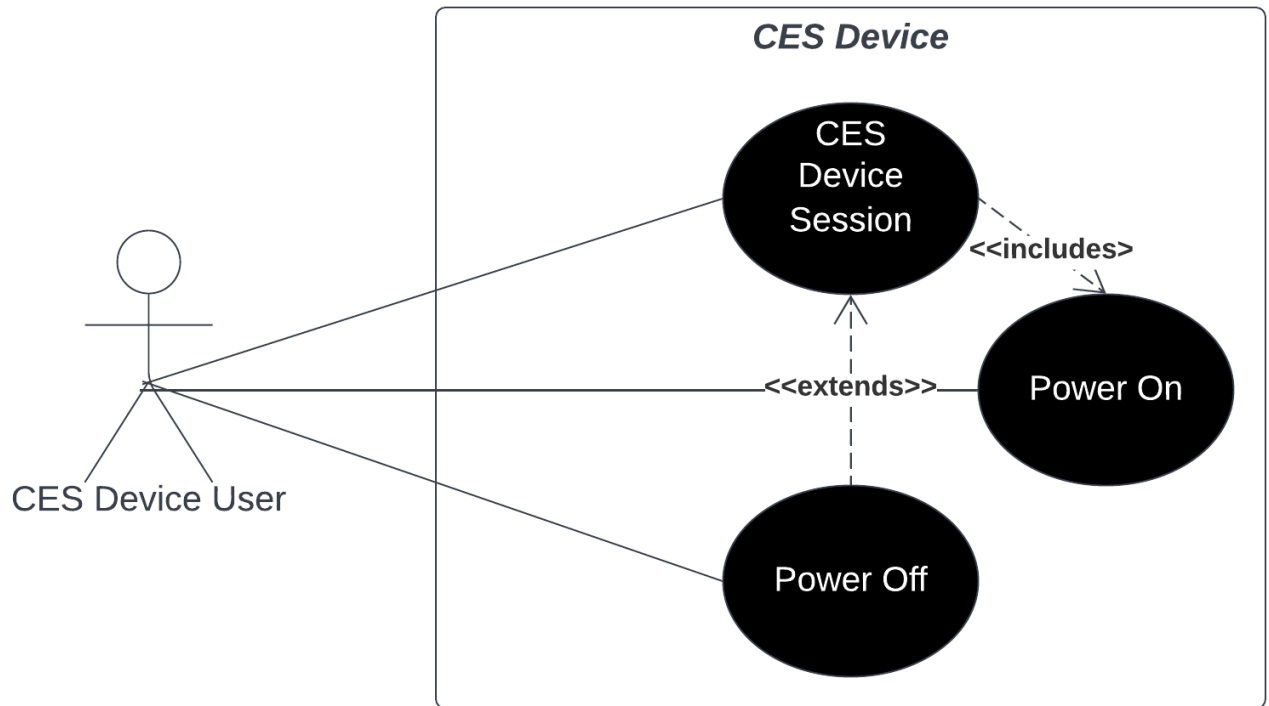 CES Device
CES
Device
Session
<<includes>
<<extends>>
Power On
CES Device User
Power Off